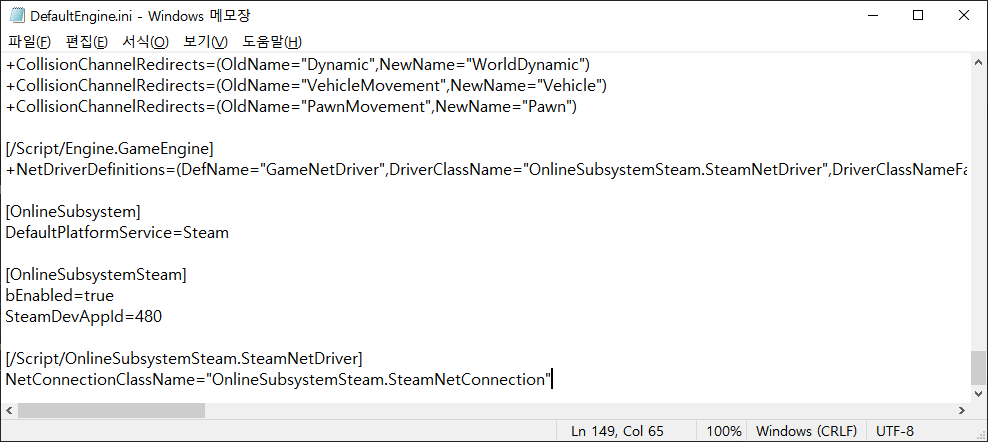 DefaultEngine.ini - Windows 메모장
파일(F) 편집(E) 서식(O) 보기(V) 도움말(H)
+CollisionChannelRedirects=(OldName="Dynamic",NewName="WorldDynamic")
+CollisionChannelRedirects=(OldName="VehicleMovement",NewName="Vehicle")
+CollisionChannelRedirects=(OldName="PawnMovement",NewName="Pawn")
[/Script/Engine.GameEngine]
+NetDriverDefinitions=(DefName="GameNetDriver",DriverClassName="OnlineSubsystemSteam.SteamNetDriver",DriverClassNameFa
[OnlineSubsystem]
DefaultPlatformService=Steam
[OnlineSubsystemSteam]
bEnabled=true
SteamDevAppId=480
[/Script/OnlineSubsystemSteam.SteamNetDriver]
NetConnectionClassName="OnlineSubsystemSteam.SteamNetConnection"
Ln 149, Col 65 100% Windows (CRLF) UTF-8